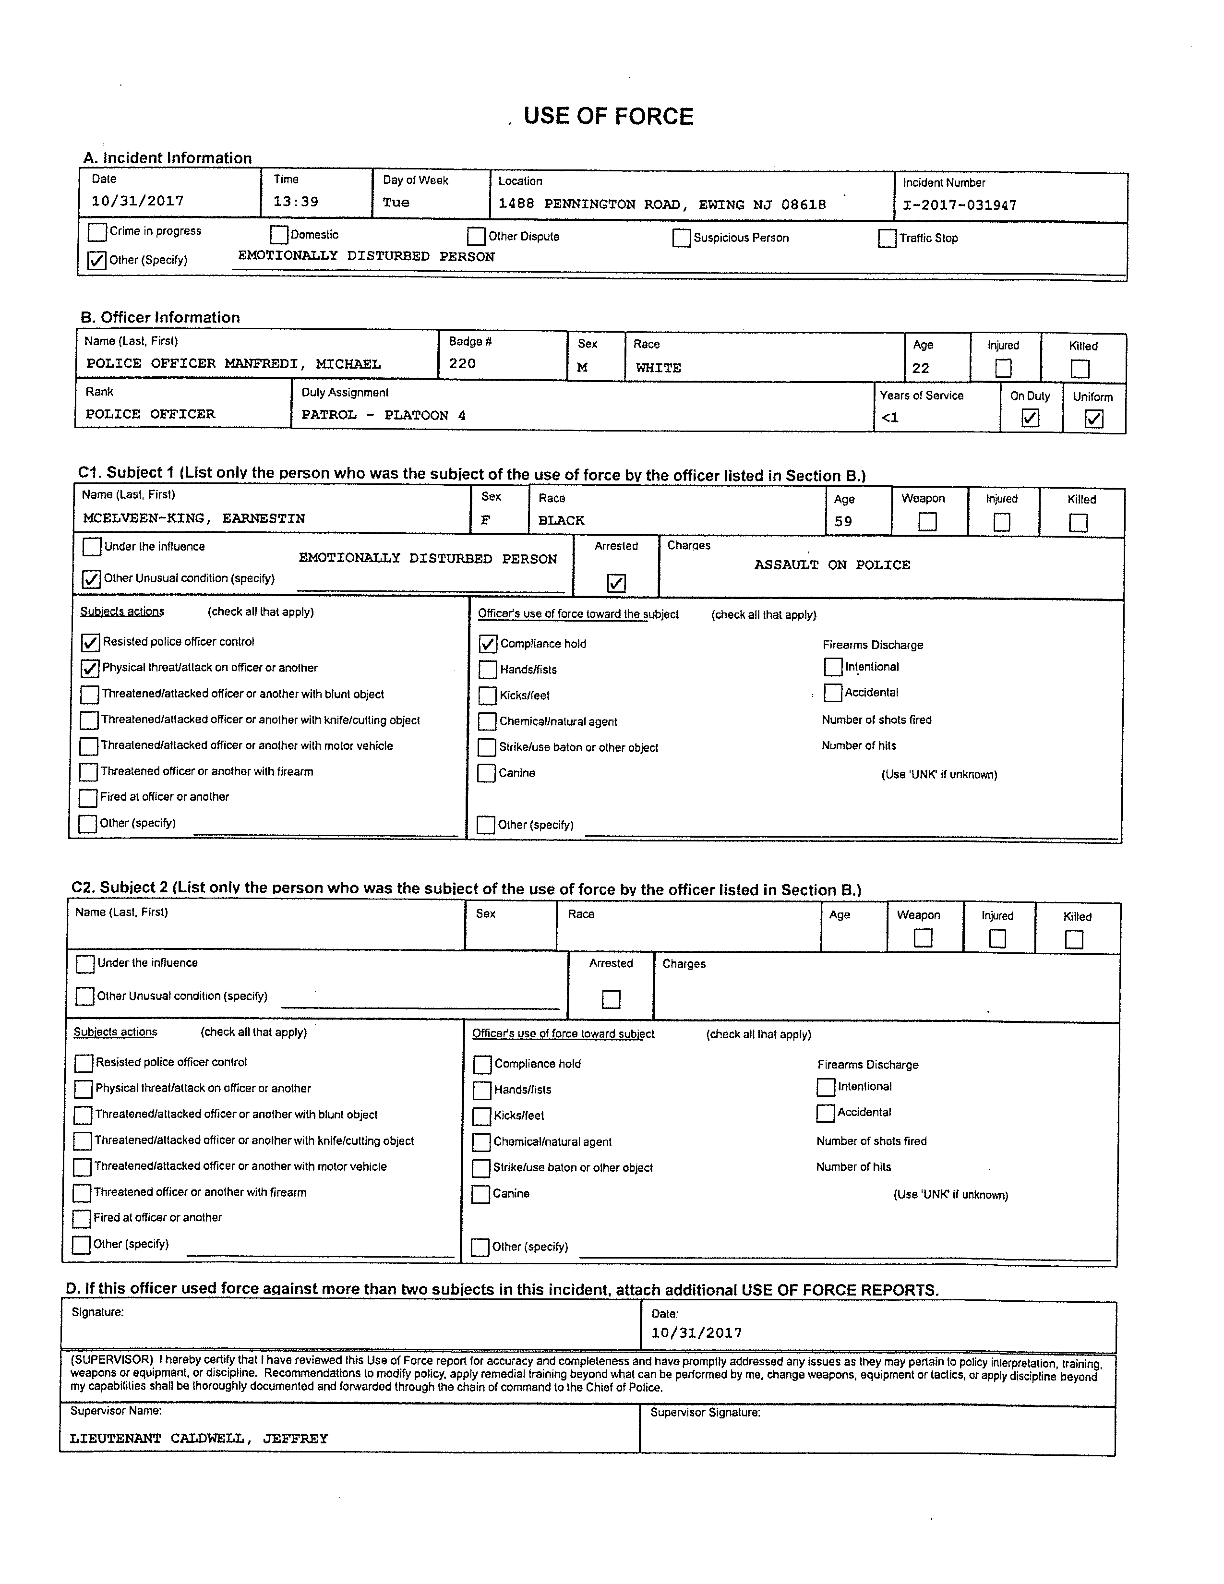 USE OF FORCE
A. Incident Information
Date Time Day of Week Location Incident Number
10/31/2017 13:39 Tue 1488 PENNINGTON ROAD, EWING NJ 08618 I-2017-031947
Crime in progress Domestic Other Dispute Suspicious Person Traffic Stop
Other (Specify) EMOTIONALLY DISTURBED PERSON
B. Officer Information
Name (Last, First) Badge # Sex Race Age Injured Killed
POLICE OFFICER MANFREDI, MICHAEL 220 M WHITE 22
Rank Duty Assignment Years of Service On Duty Uniform
POLICE OFFICER PATROL - PLATOON 4 <1
C1. Subject 1 (List only the person who was the subject of the use of force by the officer listed in Section B.)
Name (Last, First) Sex Race Age Weapon Injured Killed
MCELVEEN-KING, EARNESTIN F BLACK 59
Under the influence Arrested Charges
EMOTIONALLY DISTURBED PERSON ASSAULT ON POLICE
Other Unusual condition (specify)
Subjects actions (check all that apply) Officer's use of force toward the subject (check all that apply)
Resisted police officer control Compliance hold Firearms Discharge
Physical threat/attack on officer or another Hands/fists Intentional
Threatened/attacked officer or another with blunt object Kicks/feet Accidental
Threatened/attacked officer or another with knife/cutting object Chemical/natural agent Number of shots fired
Threatened/attacked officer or another with motor vehicle Strike/use baton or other object Number of hits
Threatened officer or another with firearm Canine (Use 'UNK' if unknown)
Fired at officer or another
Other (specify) Other (specify)
C2. Subject 2 (List only the person who was the subject of the use of force by the officer listed in Section B.)
Name (Last, First) Sex Race Age Weapon Injured Killed
Under the influence Arrested Charges
Other Unusual condition (specify)
Subjects actions (check all that apply) Officer's use of force toward subject (check all that apply)
Resisted police officer control Compliance hold Firearms Discharge
Physical threat/attack on officer or another Hands/fists Intentional
Threatened/attacked officer or another with blunt object Kicks/feet Accidental
Threatened/attacked officer or another with knife/cutting object Chemical/natural agent Number of shots fired
Threatened/attacked officer or another with motor vehicle Strike/use baton or other object Number of hits
Threatened officer or another with firearm Canine (Use 'UNK' if unknown)
Fired at officer or another
Other (specify) Other (specify)
D. If this officer used force against more than two subjects in this incident, attach additional USE OF FORCE REPORTS.
Signature: Date:
10/31/2017
(SUPERVISOR) I hereby certify that I have reviewed this Use of Force report for accuracy and completeness and have promptly addressed any issues as they may pertain to policy interpretation, training,
weapons or equipment, or discipline. Recommendations to modify policy, apply remedial training beyond what can be performed by me, change weapons, equipment or tactics, or apply discipline beyond
my capabilities shall be thoroughly documented and forwarded through the chain of command to the Chief of Police.
Supervisor Name: Supervisor Signature:
LIEUTENANT CALDWELL, JEFFREY